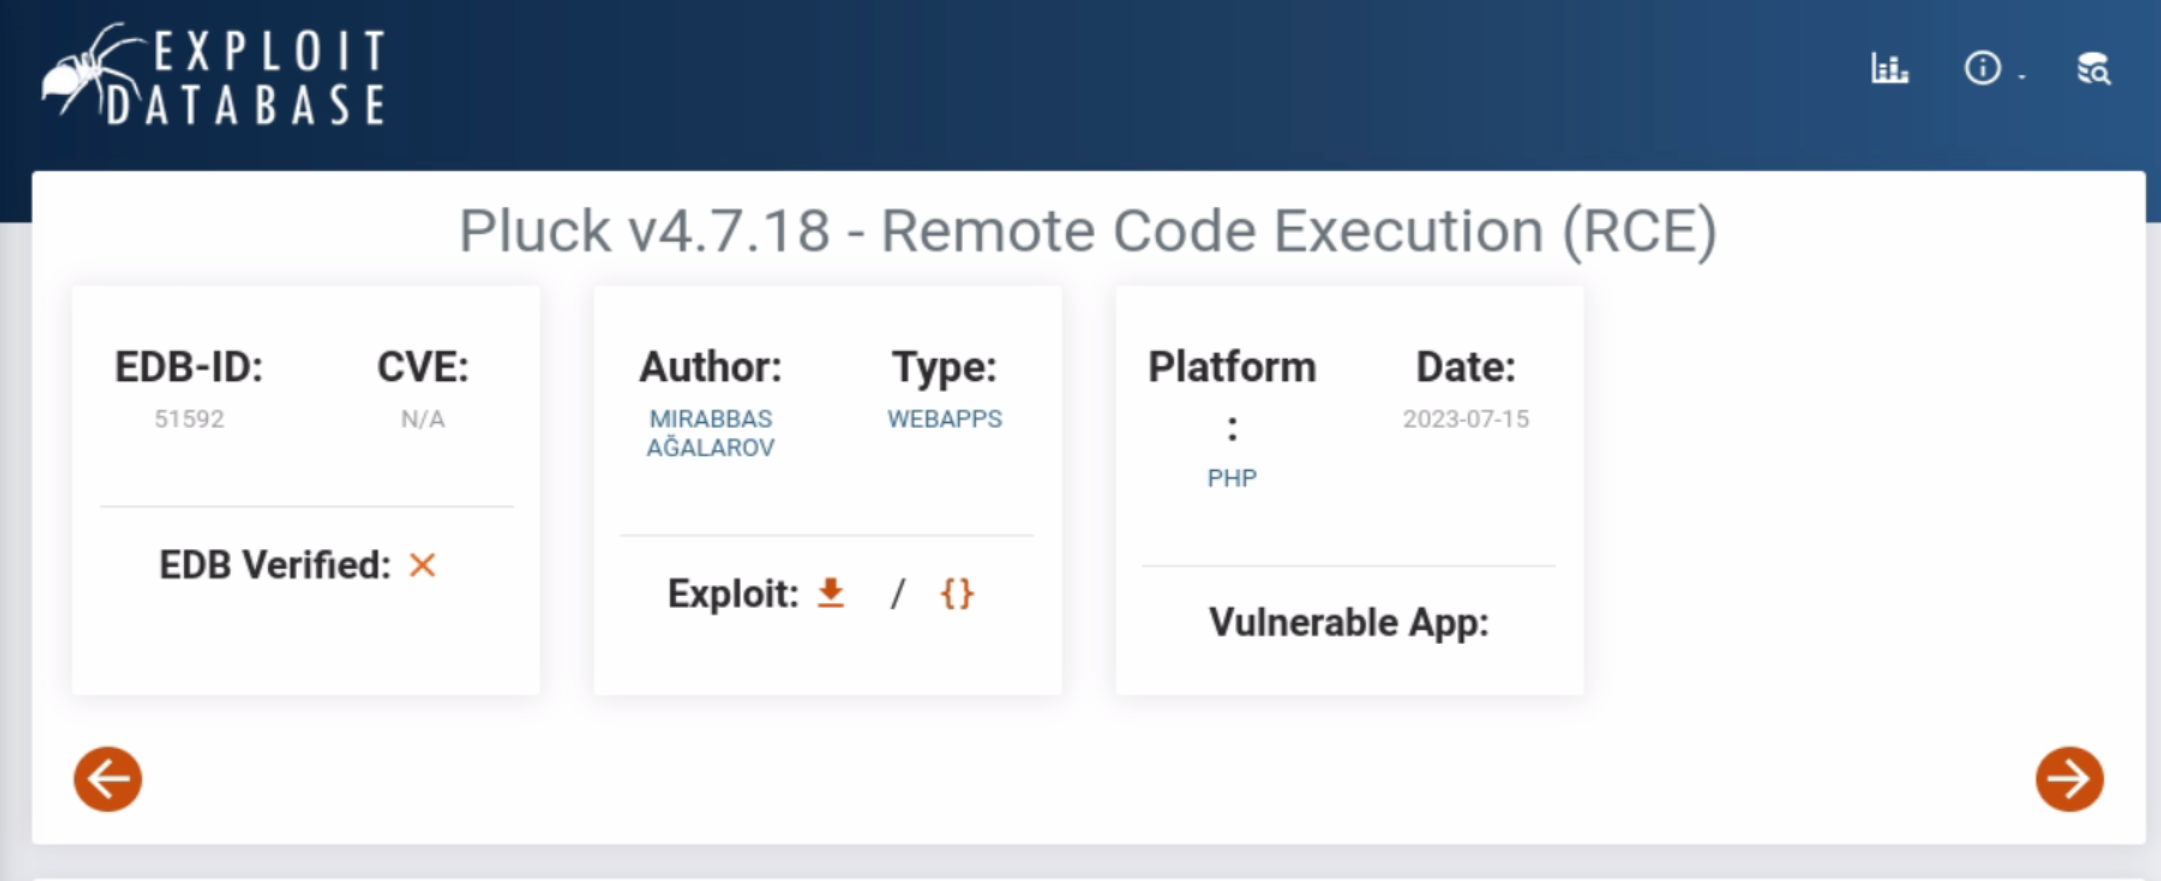 EXPLOIT
DATABASE
Pluck v4.7.18 - Remote Code Execution (RCE)
EDB-ID:
51592
CVE:
N/A
EDB Verified: ×
Author:
MIRABBAS
AĞALAROV
Type:
WEBAPPS
Exploit: / {}
Platform
:
PHP
Date:
2023-07-15
Vulnerable App: